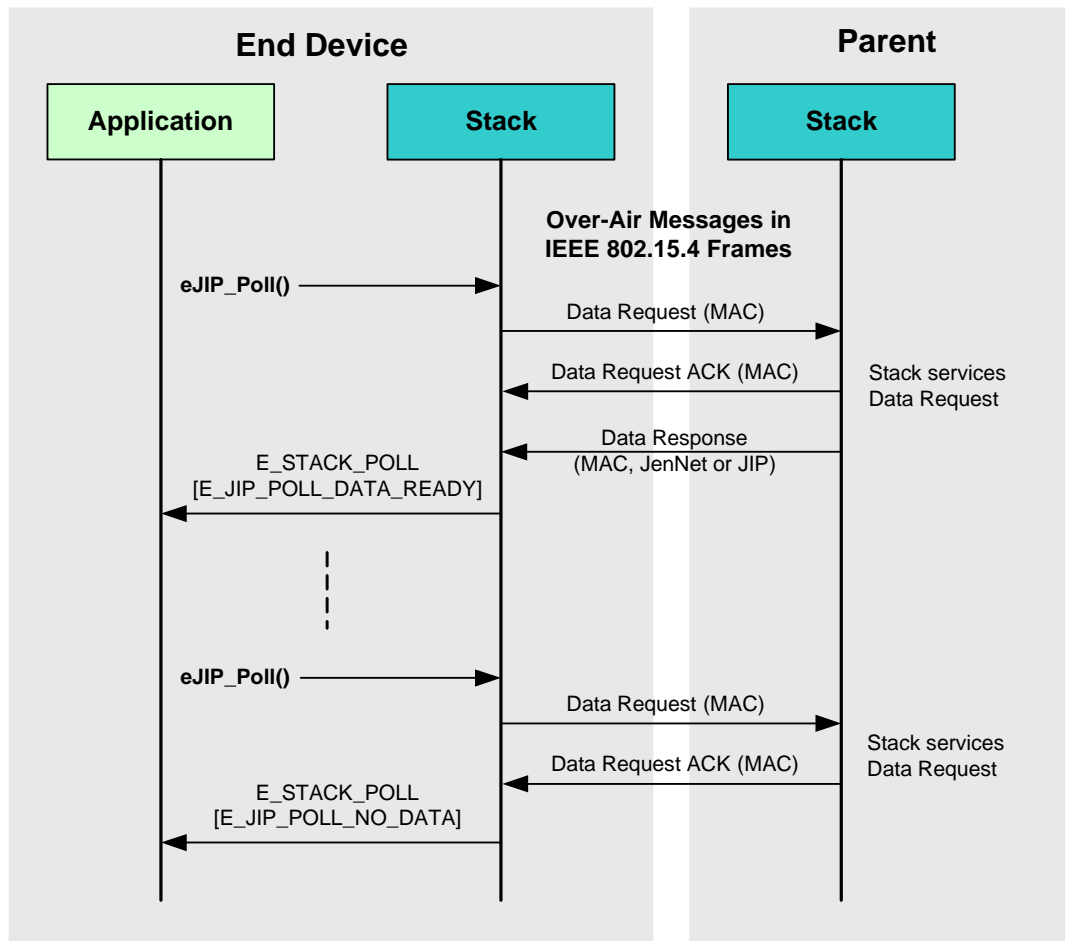 End Device
Parent
Application
Stack
Stack
Over-Air Messages in
IEEE 802.15.4 Frames
eJIP_Poll()
Data Request (MAC)
Data Request ACK (MAC)
Stack services
Data Request
Data Response
(MAC, JenNet or JIP)
E_STACK_POLL
[E_JIP_POLL_DATA_READY]
eJIP_Poll()
Data Request (MAC)
Stack services
Data Request
Data Request ACK (MAC)
E_STACK_POLL
[E_JIP_POLL_NO_DATA]